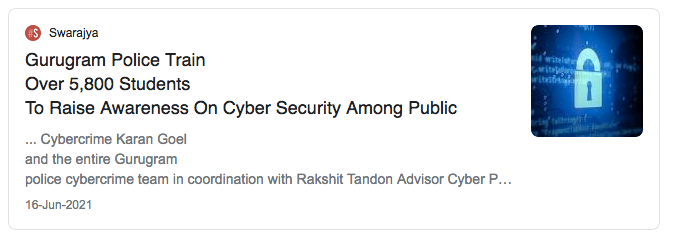 Swarajya
Gurugram Police Train
Over 5,800 Students
To Raise Awareness On Cyber Security Among Public
... Cybercrime Karan Goel
and the entire Gurugram
police cybercrime team in coordination with Rakshit Tandon Advisor Cyber P…
16-Jun-2021